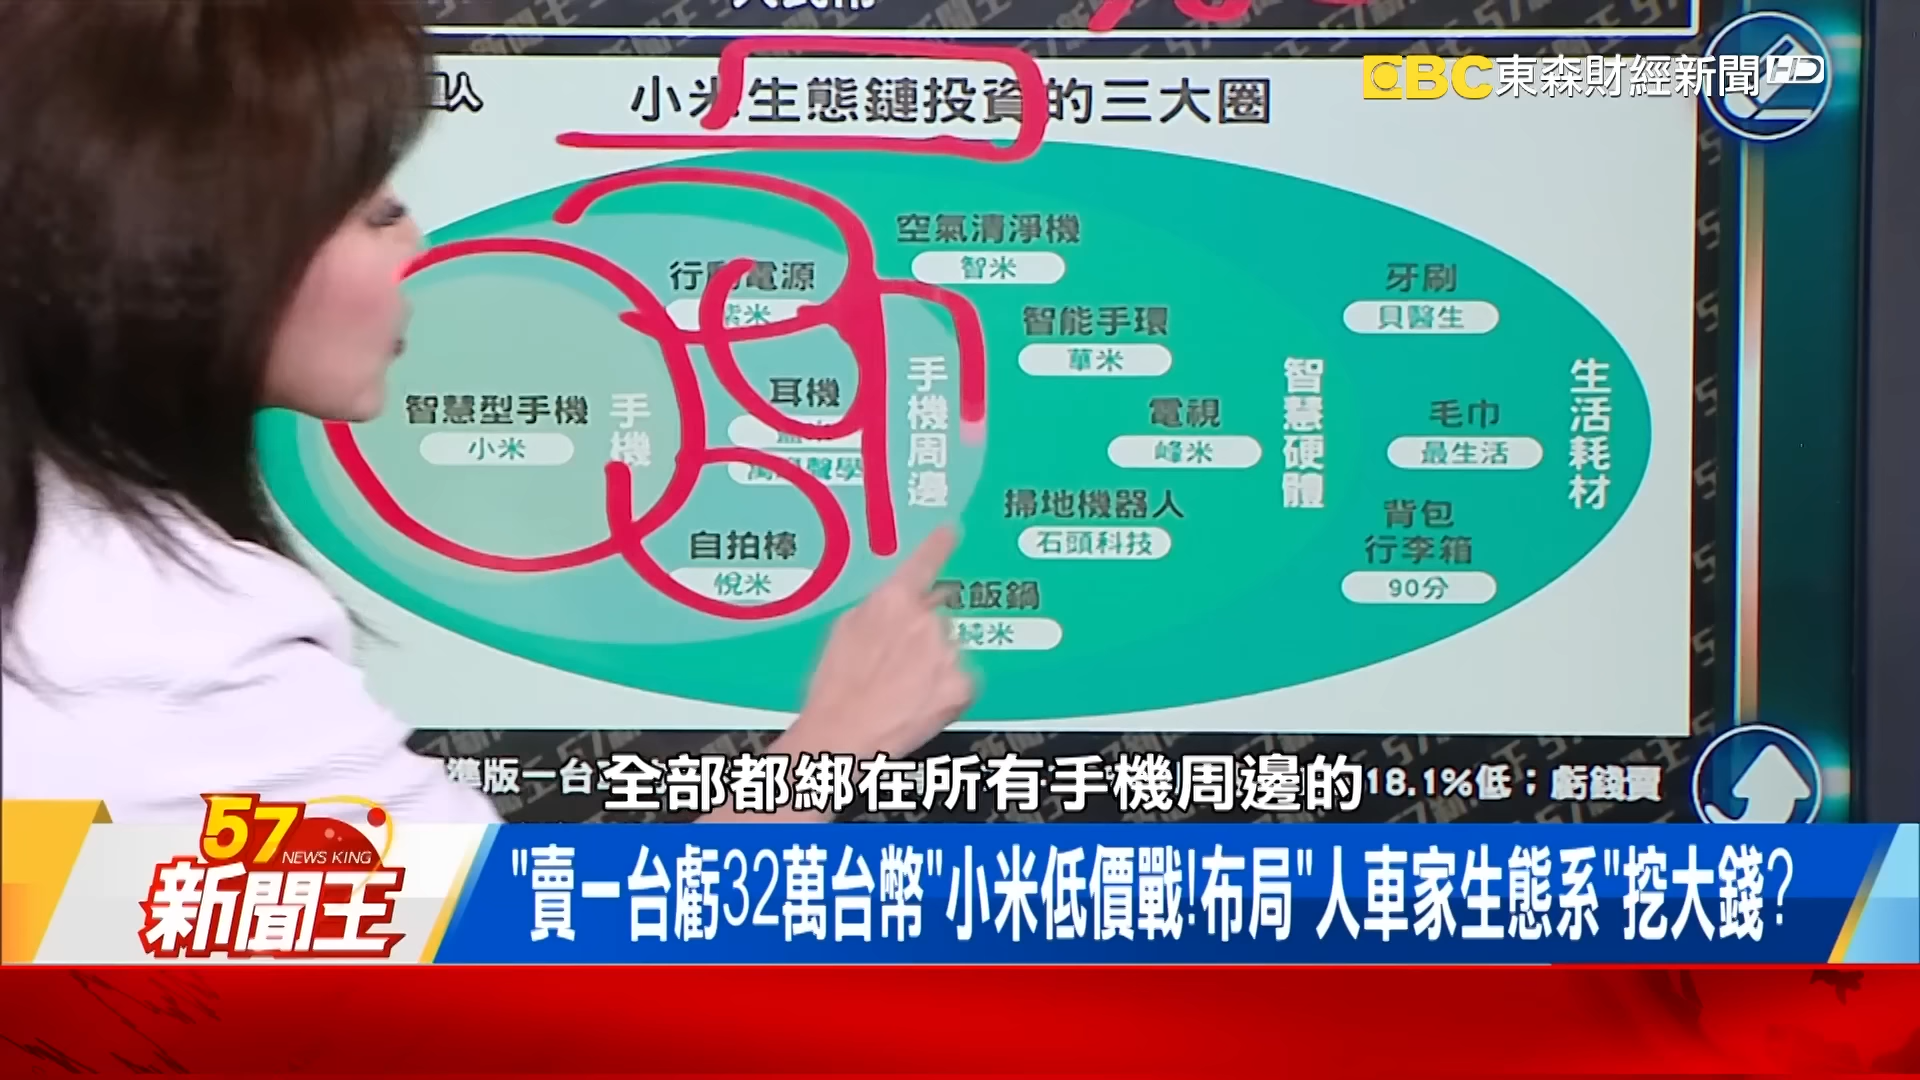 小米生態鏈投資的三大圈
EBC東森財經新聞HD
空氣清淨機
智米
行動電源
紫米
牙刷
貝醫生
智能手環
華米
手機周邊
智慧硬體
生活耗材
耳機
智慧型手機
小米
手機
電視
峰米
毛巾
最生活
掃地機器人
石頭科技
背包
行李箱
90分
自拍棒
悅米
電飯鍋
純米
全部都綁在所有手機周邊的
18.1%低；虧錢賣
57
NEWS KING
新聞王
"賣一台虧32萬台幣"小米低價戰!布局"人車家生態系"挖大錢?